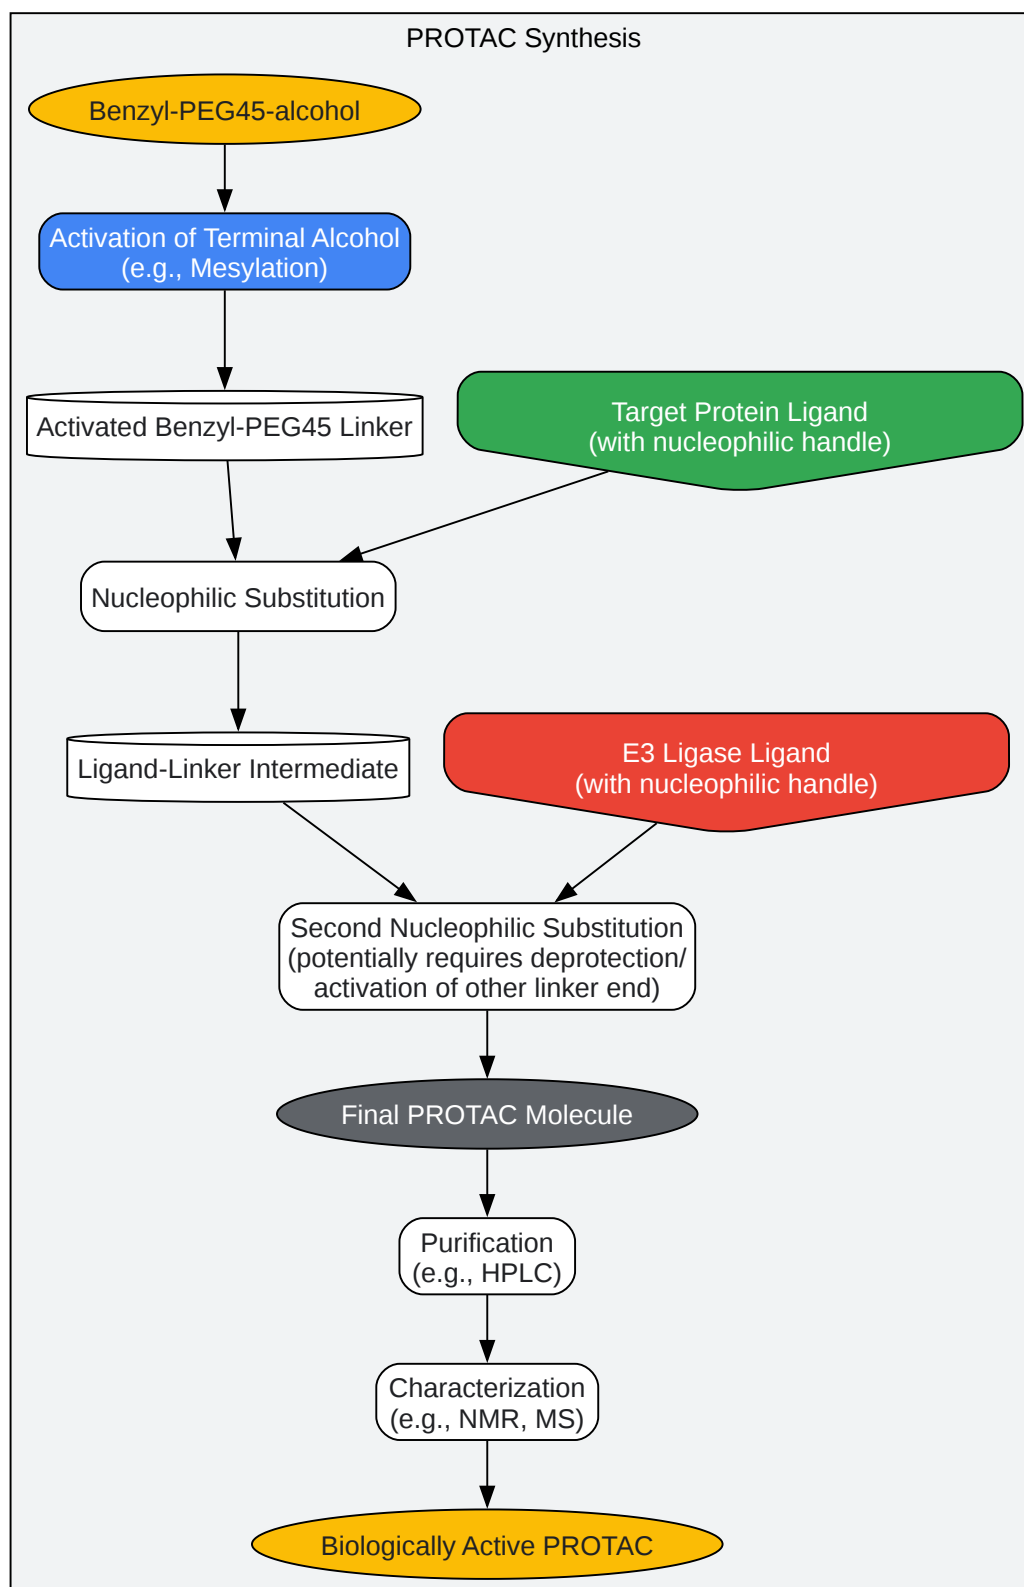 PROTAC Synthesis
Benzyl-PEG45-alcohol
Activation of Terminal Alcohol
(e.g., Mesylation)
Activated Benzyl-PEG45 Linker
Target Protein Ligand
(with nucleophilic handle)
Nucleophilic Substitution
Ligand-Linker Intermediate
E3 Ligase Ligand
(with nucleophilic handle)
Second Nucleophilic Substitution
(potentially requires deprotection/
activation of other linker end)
Final PROTAC Molecule
Purification
(e.g., HPLC)
Characterization
(e.g., NMR, MS)
Biologically Active PROTAC